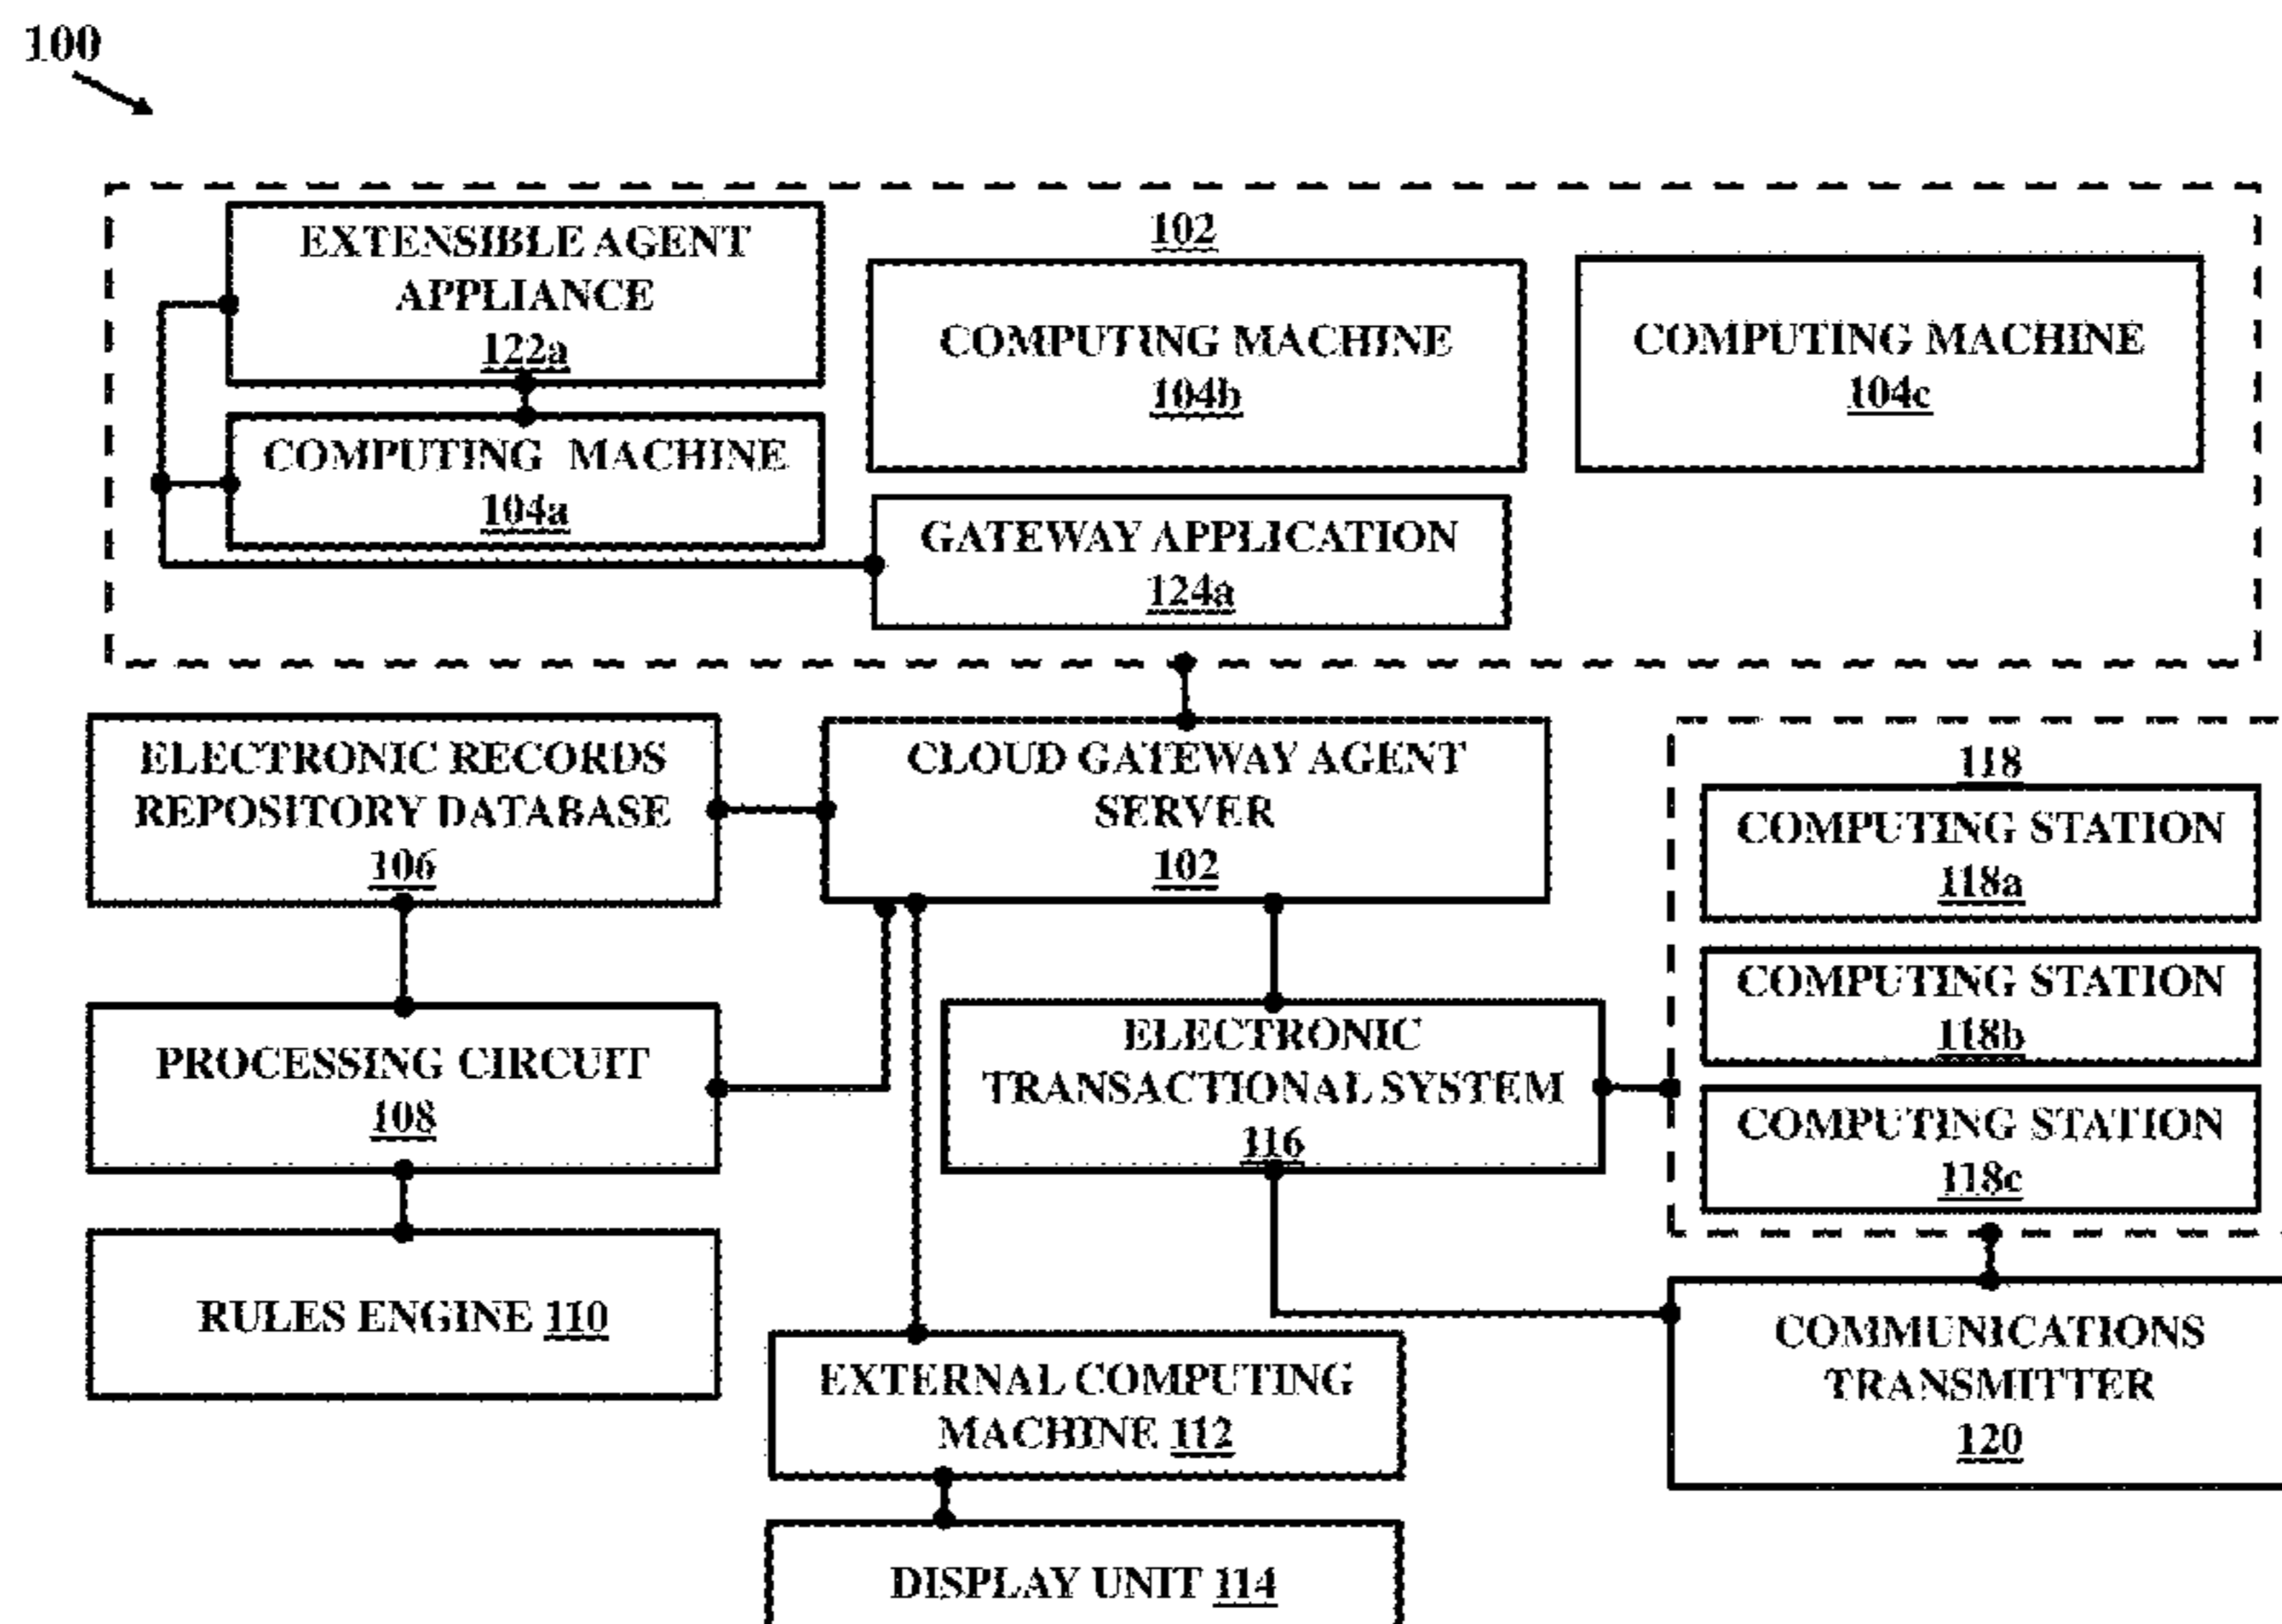 100
EXTENSIBLE AGENT
APPLIANCE
122a
COMPUTING MACHINE
104a
102
COMPUTING MACHINE
104b
COMPUTING MACHINE
104c
GATEWAY APPLICATION
124a
ELECTRONIC RECORDS
REPOSITORY DATABASE
106
CLOUD GATEWAY AGENT
SERVER
102
118
COMPUTING STATION
118a
COMPUTING STATION
118b
COMPUTING STATION
118c
PROCESSING CIRCUIT
108
ELECTRONIC
TRANSACTIONAL SYSTEM
116
RULES ENGINE 110
EXTERNAL COMPUTING
MACHINE 112
COMMUNICATIONS
TRANSMITTER
120
DISPLAY UNIT 114